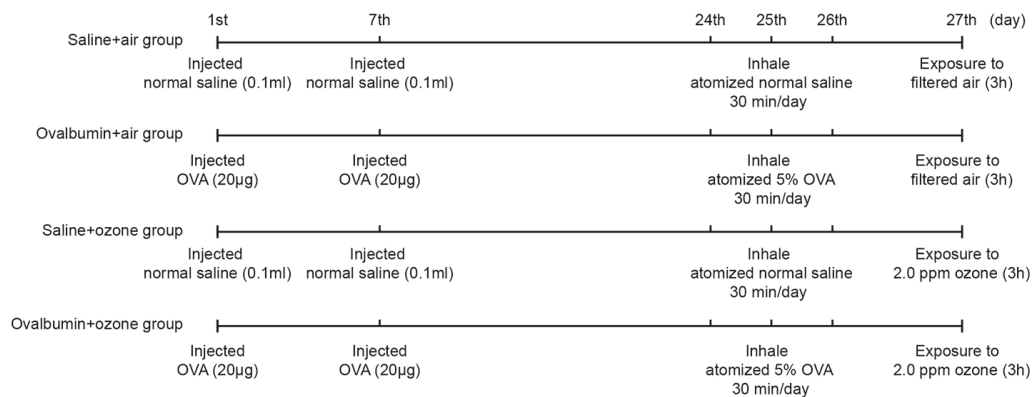 1st 7th 24th 25th 26th 27th (day)
Saline+air group
Injected Injected Inhale Exposure to
normal saline (0.1ml) normal saline (0.1ml) atomized normal saline filtered air (3h)
30 min/day
Ovalbumin+air group
Injected Injected Inhale Exposure to
OVA (20μg) OVA (20μg) atomized 5% OVA filtered air (3h)
30 min/day
Saline+ozone group
Injected Injected Inhale Exposure to
normal saline (0.1ml) normal saline (0.1ml) atomized normal saline 2.0 ppm ozone (3h)
30 min/day
Ovalbumin+ozone group
Injected Injected Inhale Exposure to
OVA (20μg) OVA (20μg) atomized 5% OVA 2.0 ppm ozone (3h)
30 min/day